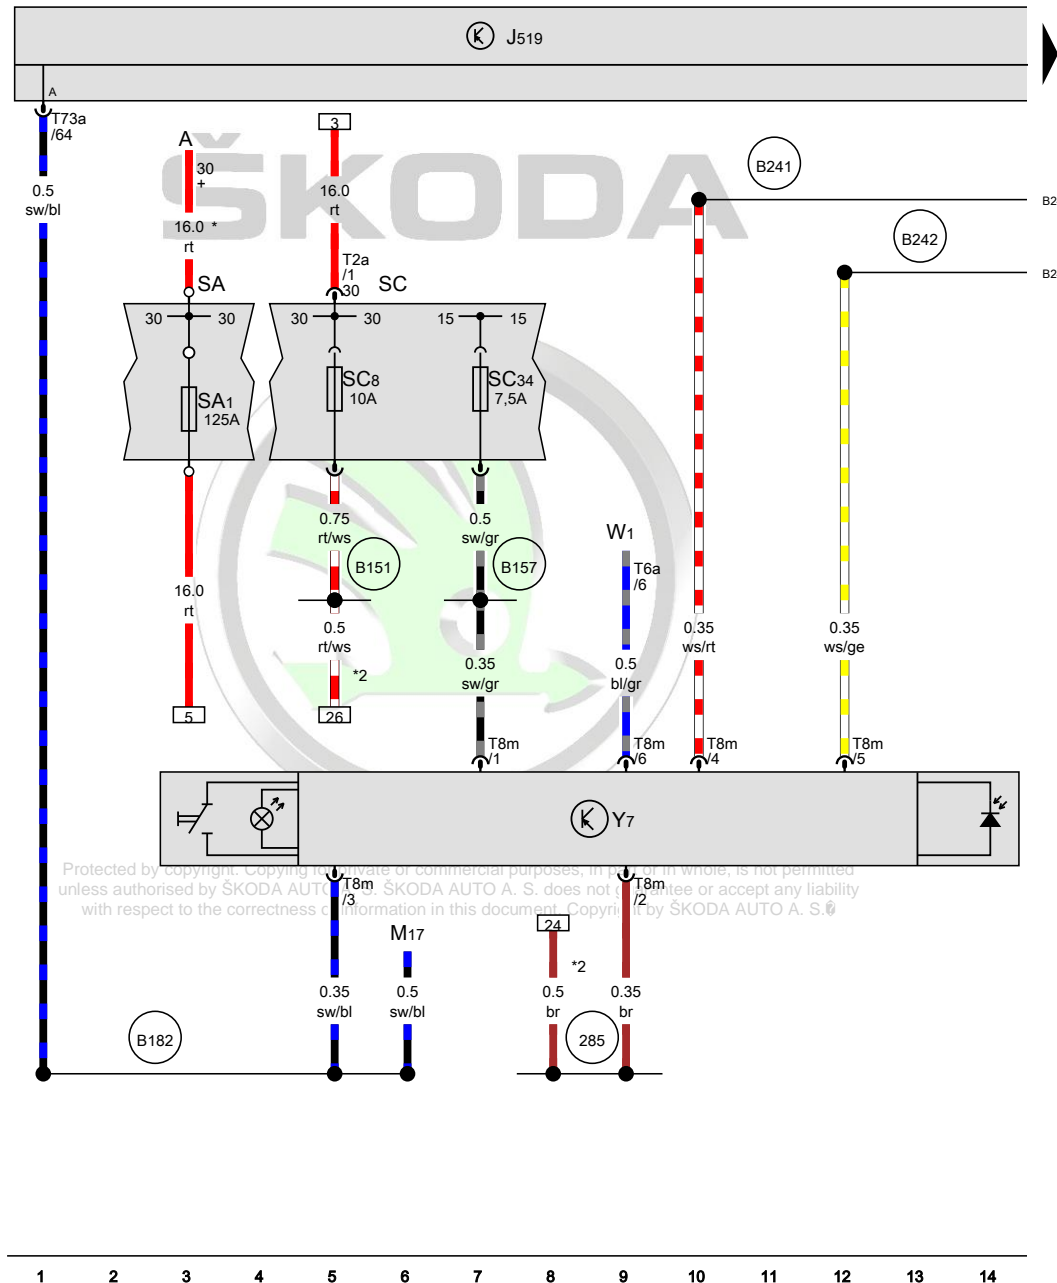 J519
A
T73a
/64
3
A
B241
30
+
0.5
sw/bl
16.0
rt
B2
16.0 *
rt
B242
ŠKODA
T2a
/1
30
SA
SC
B2
30 30
30 30
15 15
SA1
125A
SC8
10A
SC34
7,5A
0.75
rt/ws
0.5
sw/gr
W1
B151
B157
T6a
/6
16.0
rt
0.5
rt/ws
0.35
sw/gr
0.5
bl/gr
0.35
ws/rt
0.35
ws/ge
*2
5
26
T8m
/1
T8m
/6
T8m
/4
T8m
/5
Y7
Protected by copyright. Copying for private or commercial purposes, in part or in whole, is not permitted
unless authorised by ŠKODA AUTO A. S. ŠKODA AUTO A. S. does not guarantee or accept any liability
with respect to the correctness of information in this document. Copyright by ŠKODA AUTO A. S.
T8m
/3
T8m
/2
M17
24
*2
0.35
sw/bl
0.5
sw/bl
0.5
br
0.35
br
B182
285
1 2 3 4 5 6 7 8 9 10 11 12 13 14